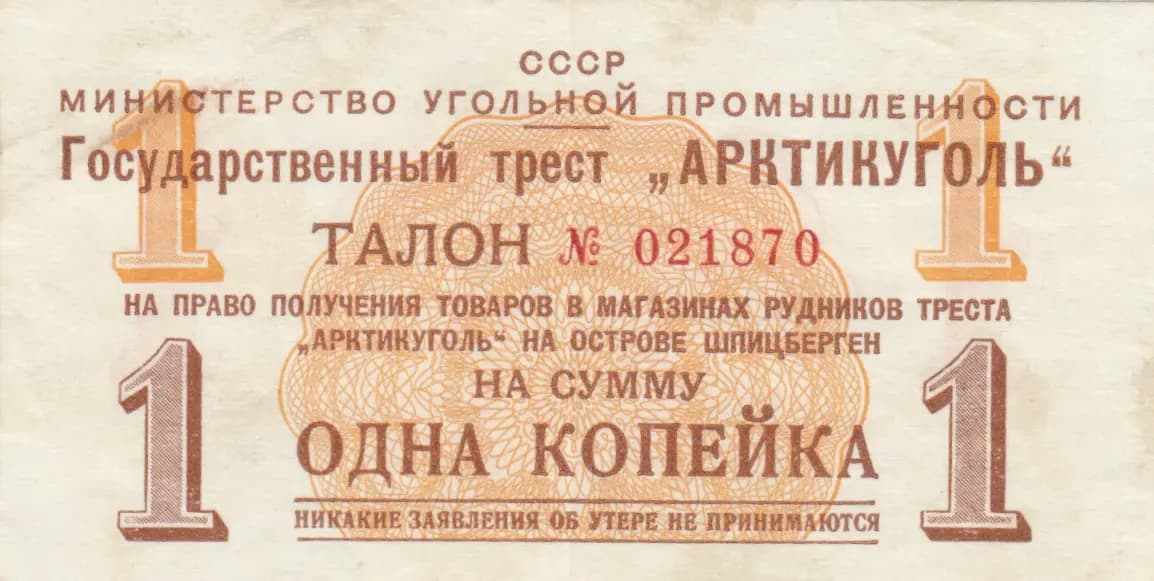 СССР
МИНИСТЕРСТВО УГОЛЬНОЙ ПРОМЫШЛЕННОСТИ
Государственный трест „АРКТИКУГОЛЬ“
ТАЛОН № 021870
НА ПРАВО ПОЛУЧЕНИЯ ТОВАРОВ В МАГАЗИНАХ РУДНИКОВ ТРЕСТА
„АРКТИКУГОЛЬ“ НА ОСТРОВЕ ШПИЦБЕРГЕН
НА СУММУ
ОДНА КОПЕЙКА
НИКАКИЕ ЗАЯВЛЕНИЯ ОБ УТЕРЕ НЕ ПРИНИМАЮТСЯ
1 1
1 1